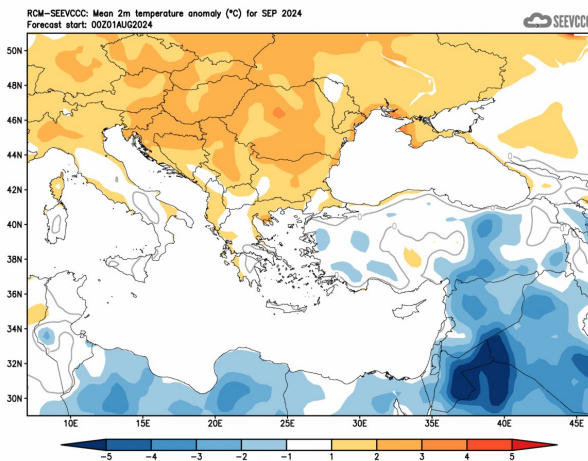 RCM-SEEVCCC: Mean 2m temperature anomaly (°C) for SEP 2024
Forecast start: 00Z01AUG2024
SEEVCCC
50N
48N
46N
44N
42N
40N
38N
36N
34N
32N
30N
10E 15E 20E 25E 30E 35E 40E 45E
-5 -4 -3 -2 -1 1 2 3 4 5